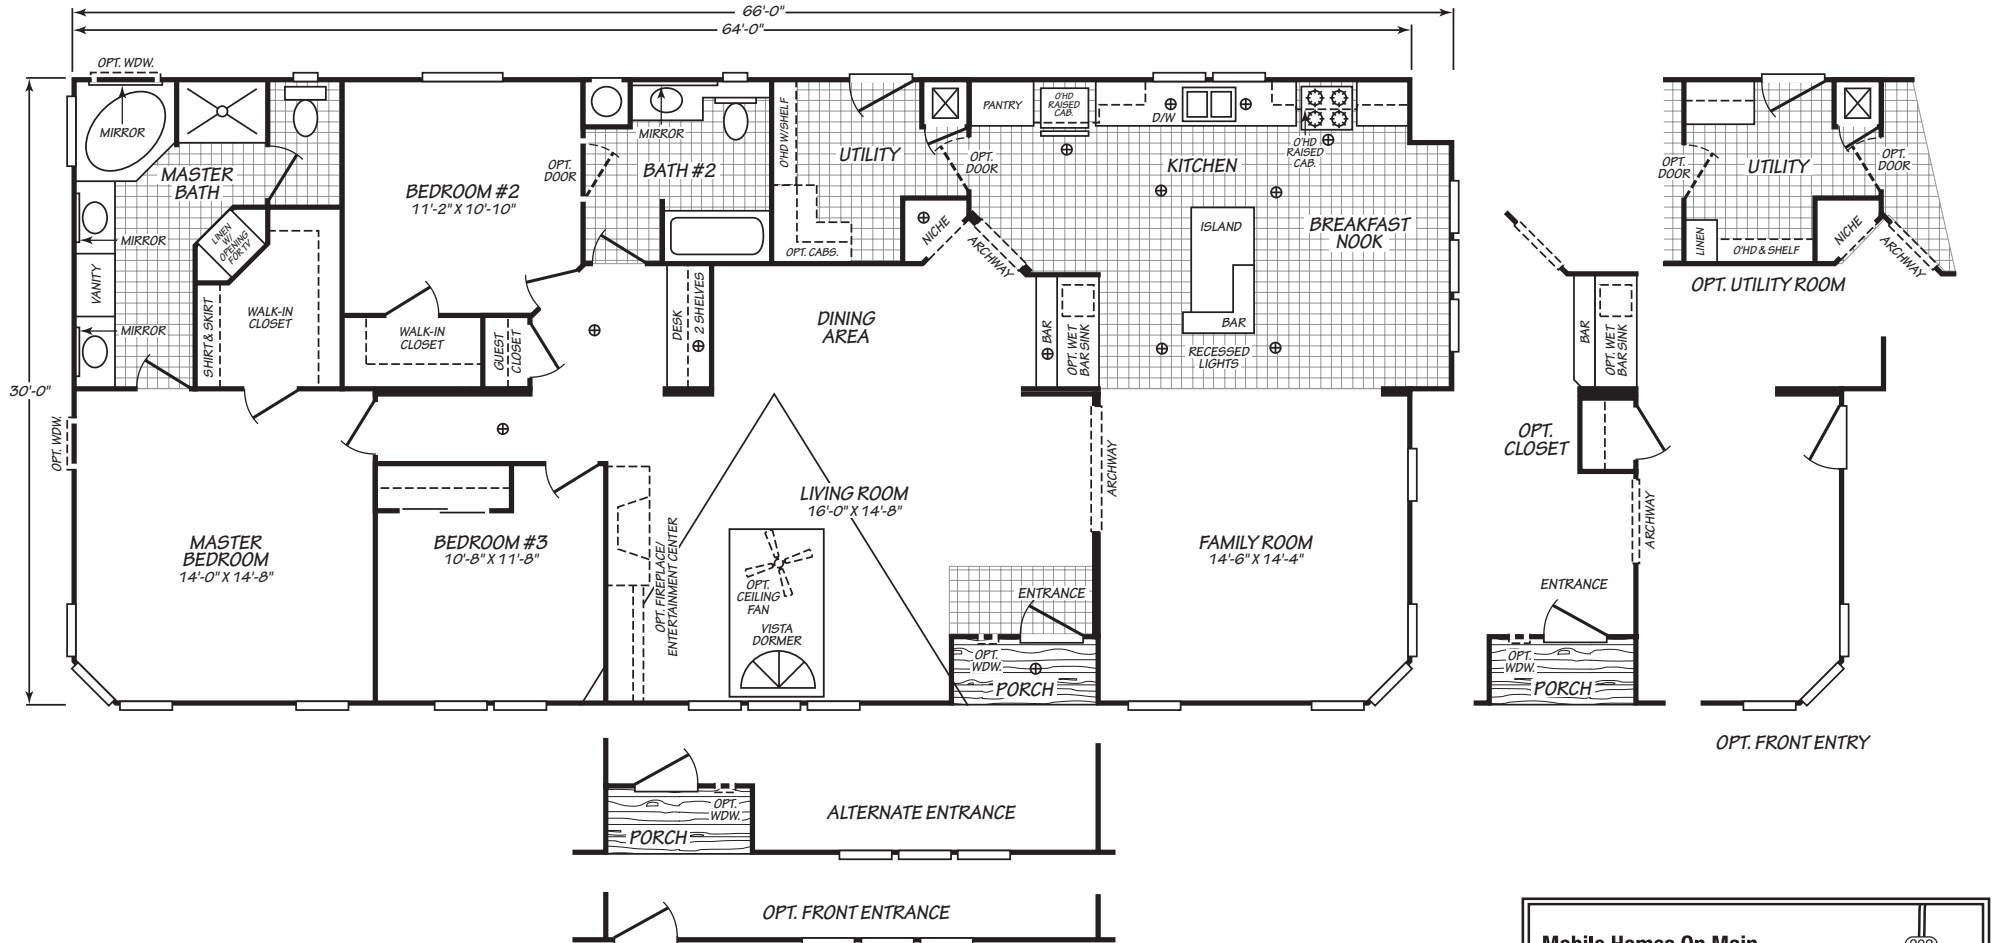 66'-0"
64'-0"
30'-0"
OPT. WDW.
MIRROR
MASTER
BATH
MIRROR
VANITY
MIRROR
LINEN
W/
OPENING
FOR TV
SHIRT & SKIRT
WALK-IN
CLOSET
BEDROOM #2
11'-2" X 10'-10"
OPT.
DOOR
WALK-IN
CLOSET
GUEST
CLOSET
MIRROR
BATH #2
DESK
2 SHELVES
O'HD W/SHELF
UTILITY
OPT. CABS.
OPT.
DOOR
NICHE
ARCHWAY
PANTRY
O'HD
RAISED
CAB.
D/W
O'HD
RAISED
CAB.
KITCHEN
ISLAND
BAR
BREAKFAST
NOOK
RECESSED
LIGHTS
DINING
AREA
BAR
OPT. WET
BAR SINK
OPT. WDW.
MASTER
BEDROOM
14'-0" X 14'-8"
BEDROOM #3
10'-8" X 11'-8"
OPT. FIREPLACE/
ENTERTAINMENT CENTER
LIVING ROOM
16'-0" X 14'-8"
OPT.
CEILING
FAN
VISTA
DORMER
ARCHWAY
ENTRANCE
OPT.
WDW.
PORCH
FAMILY ROOM
14'-6" X 14'-4"
OPT.
DOOR
UTILITY
OPT.
DOOR
LINEN
O'HD & SHELF
NICHE
ARCHWAY
OPT. UTILITY ROOM
BAR
OPT. WET
BAR SINK
OPT.
CLOSET
ARCHWAY
ENTRANCE
OPT.
WDW.
PORCH
OPT. FRONT ENTRY
OPT.
WDW.
PORCH
ALTERNATE ENTRANCE
OPT. FRONT ENTRANCE
Mobile Homes On Main